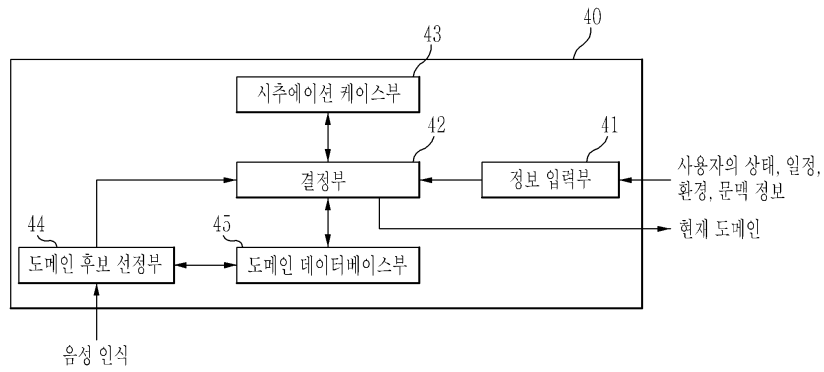 40
43
시추에이션 케이스부
42
41
결정부
정보 입력부
사용자의 상태, 일정,
환경, 문맥 정보
현재 도메인
44
45
도메인 후보 선정부
도메인 데이터베이스부
음성 인식